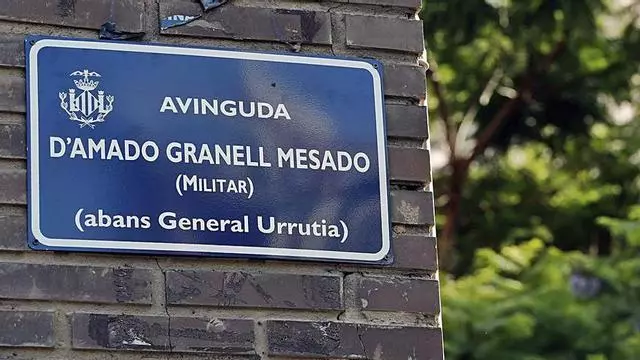 AVINGUDA
D'AMADO GRANELL MESADO
(MILITAR)
(abans General Urrutia)